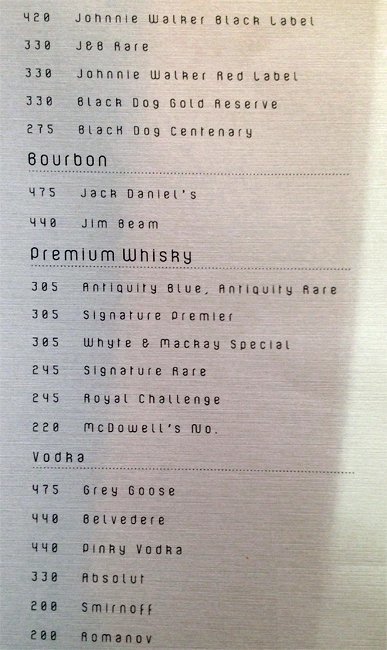 420 Johnnie Walker Black Label
330 J&B Rare
330 Johnnie Walker Red Label
330 Black Dog Gold Reserve
275 Black Dog Centenary
Bourbon
475 Jack Daniel's
440 Jim Beam
Premium Whisky
305 Antiquity Blue, Antiquity Rare
305 Signature Premier
305 Whyte & Mackay Special
245 Signature Rare
245 Royal Challenge
220 McDowell's No.
Vodka
475 Grey Goose
440 Belvedere
440 Pinky Vodka
330 Absolut
200 Smirnoff
200 Romanov